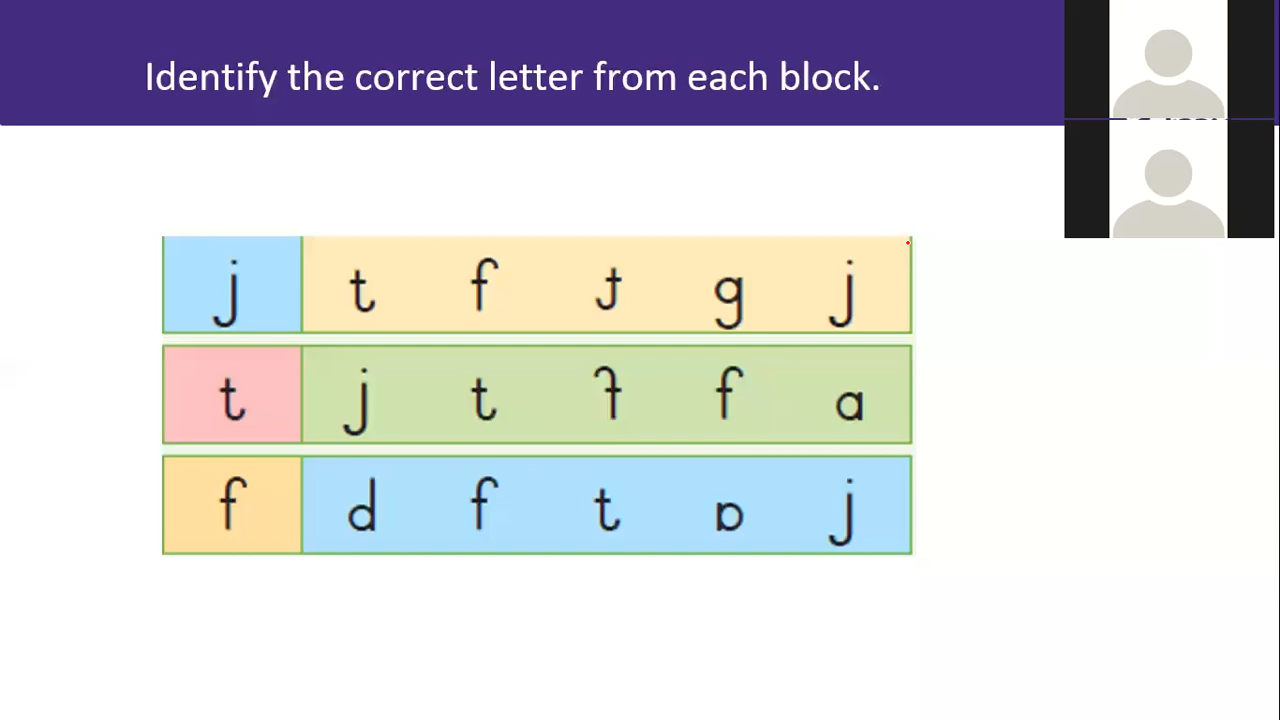 Identify the correct letter from each block.
j t f g j
t j t f a
f d f t j